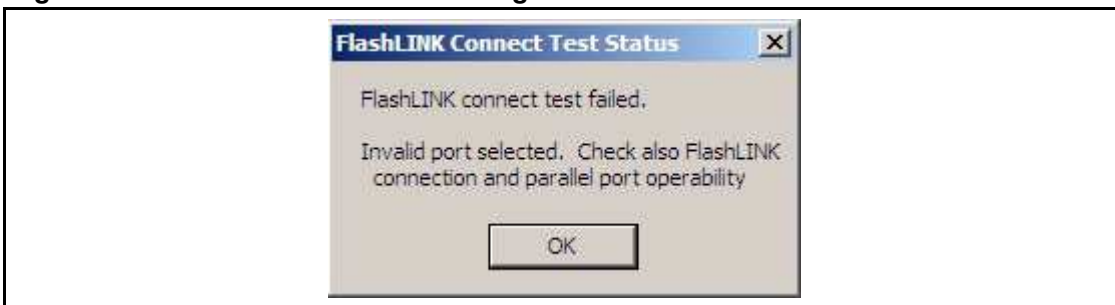 FlashLINK Connect Test Status
FlashLINK connect test failed.
Invalid port selected. Check also FlashLINK
connection and parallel port operability
OK